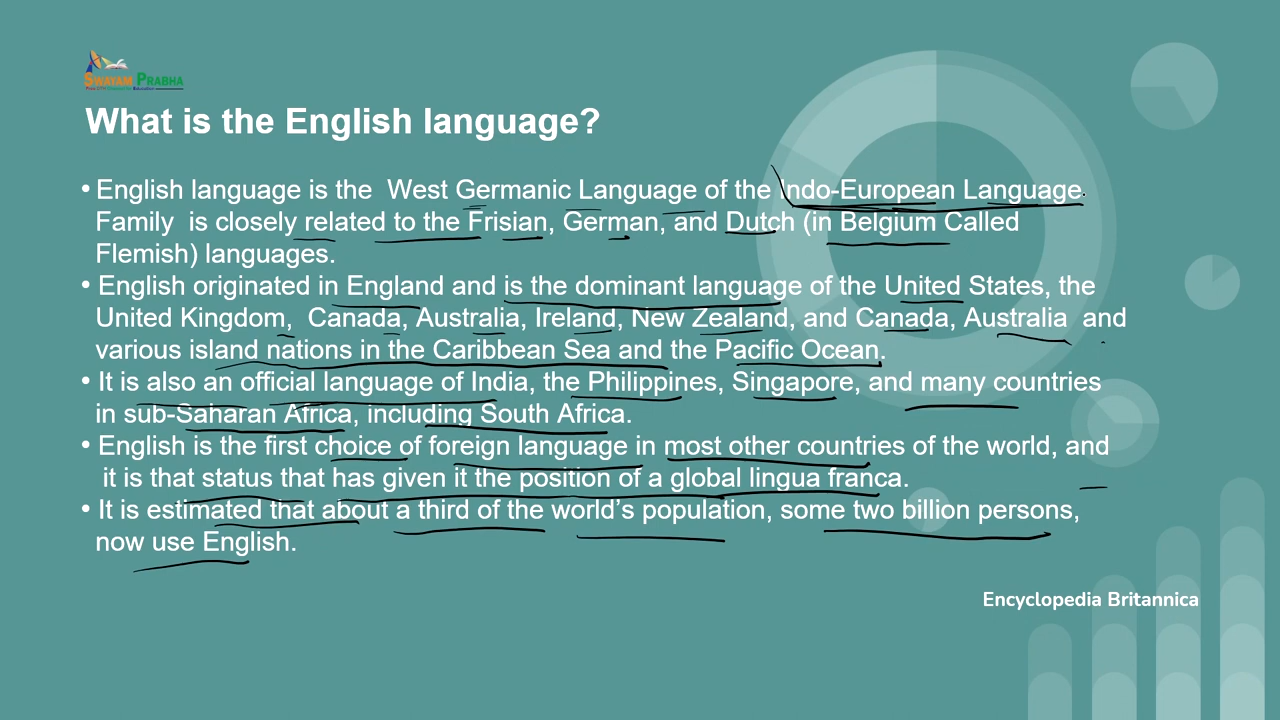 SWAYAM PRABHA
What is the English language?
• English language is the West Germanic Language of the Indo-European Language.
Family is closely related to the Frisian, German, and Dutch (in Belgium Called
Flemish) languages.
• English originated in England and is the dominant language of the United States, the
United Kingdom, Canada, Australia, Ireland, New Zealand, and Canada, Australia and
various island nations in the Caribbean Sea and the Pacific Ocean.
• It is also an official language of India, the Philippines, Singapore, and many countries
in sub-Saharan Africa, including South Africa.
• English is the first choice of foreign language in most other countries of the world, and
it is that status that has given it the position of a global lingua franca.
• It is estimated that about a third of the world’s population, some two billion persons,
now use English.
Encyclopedia Britannica